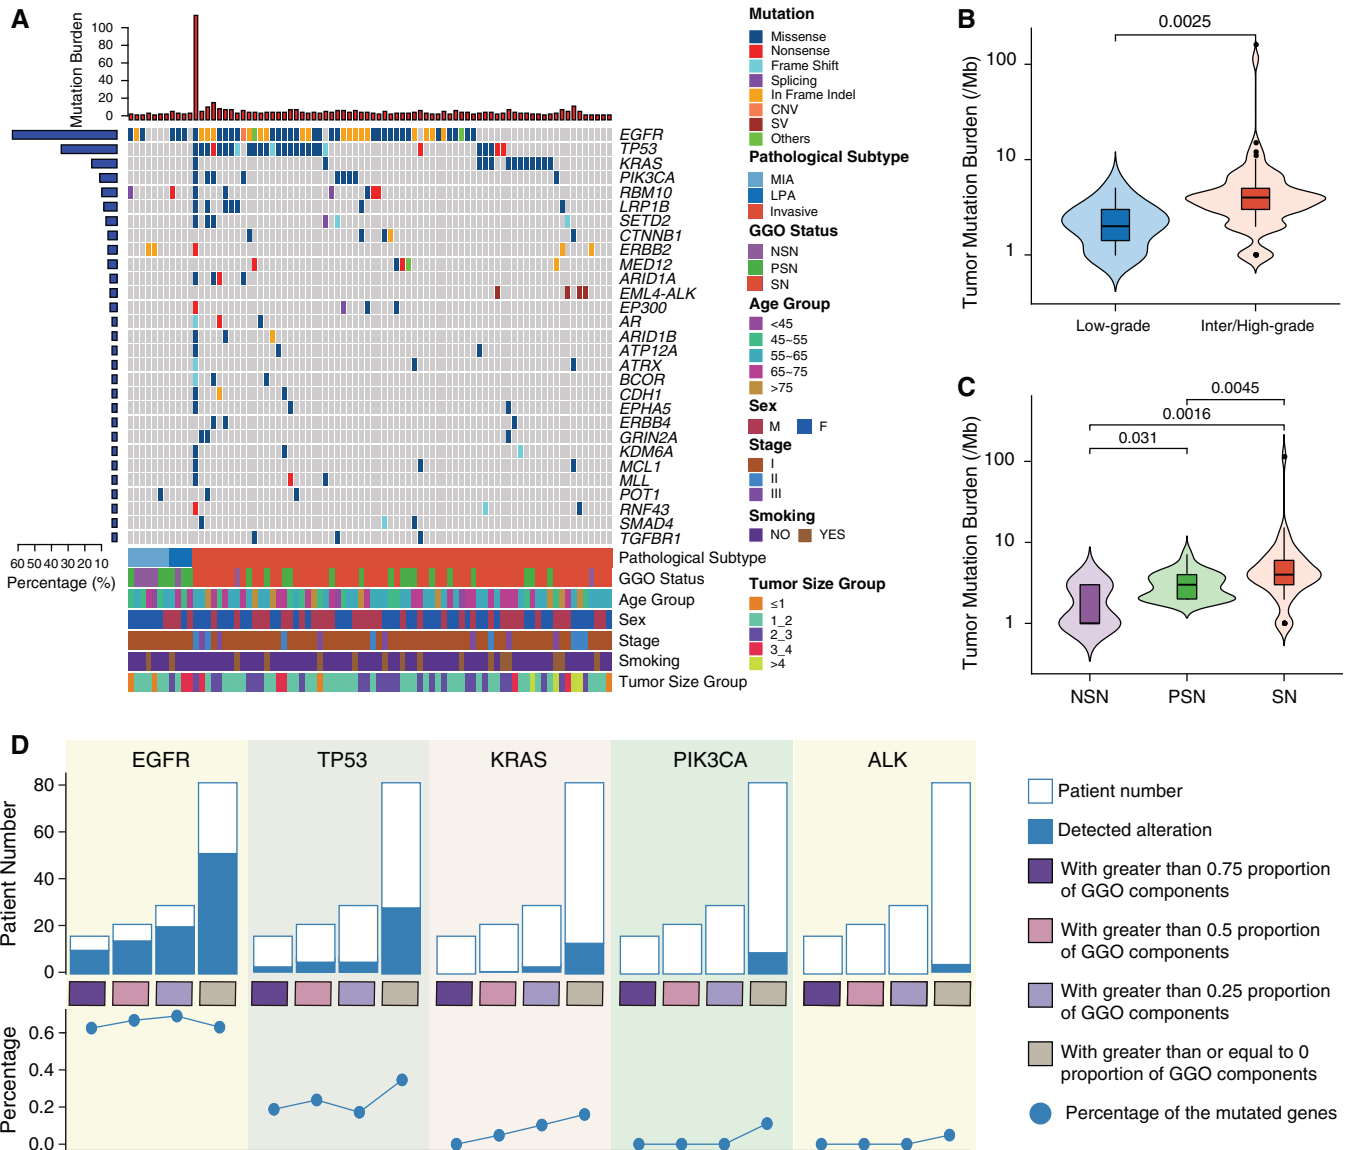 A
Mutation Burden
100
80
60
40
20
0
EGFR
TP53
KRAS
PIK3CA
RBM10
LRP1B
SETD2
CTNNB1
ERBB2
MED12
ARID1A
EML4-ALK
EP300
AR
ARID1B
ATP12A
ATRX
BCOR
CDH1
EPHA5
ERBB4
GRIN2A
KDM6A
MCL1
MLL
POT1
RNF43
SMAD4
TGFBR1
60 50 40 30 20 10
Percentage (%)
Pathological Subtype
GGO Status
Age Group
Sex
Stage
Smoking
Tumor Size Group
Mutation
Missense
Nonsense
Frame Shift
Splicing
In Frame Indel
CNV
SV
Others
Pathological Subtype
MIA
LPA
Invasive
GGO Status
NSN
PSN
SN
Age Group
<45
45~55
55~65
65~75
>75
Sex
M F
Stage
I
II
III
Smoking
NO YES
Tumor Size Group
≤1
1_2
2_3
3_4
>4
B
Tumor Mutation Burden (/Mb)
0.0025
100
10
1
Low-grade Inter/High-grade
C
Tumor Mutation Burden (/Mb)
0.0045
0.0016
0.031
100
10
1
NSN PSN SN
D
EGFR TP53 KRAS PIK3CA ALK
Patient Number
80
60
40
20
0
Percentage
0.6
0.4
0.2
0.0
Patient number
Detected alteration
With greater than 0.75 proportion
of GGO components
With greater than 0.5 proportion
of GGO components
With greater than 0.25 proportion
of GGO components
With greater than or equal to 0
proportion of GGO components
Percentage of the mutated genes